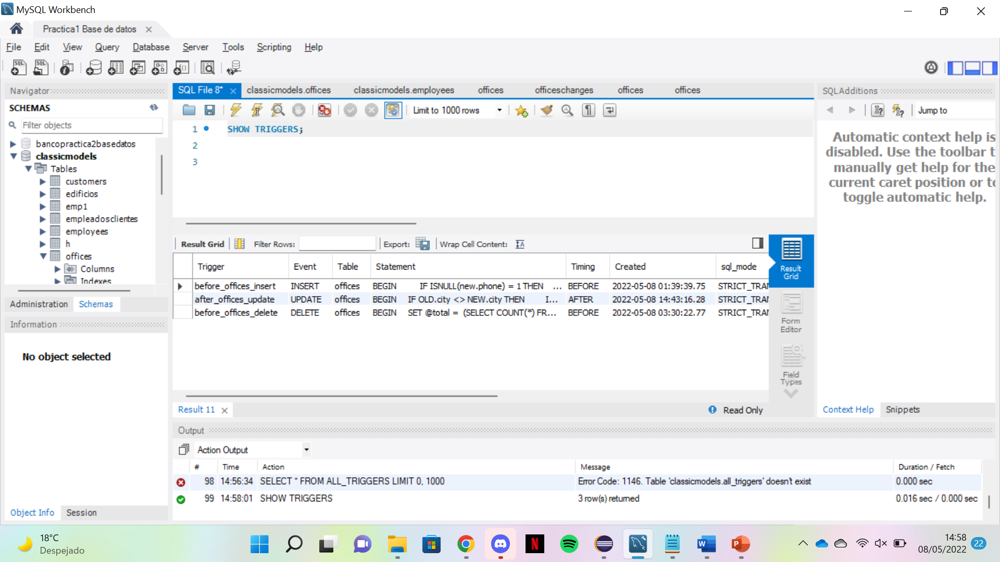 MySQL Workbench
Practica1 Base de datos
File Edit View Query Database Server Tools Scripting Help
Navigator
SCHEMAS
Filter objects
bancopractica2basedatos
classicmodels
Tables
customers
edificios
emp1
empleadosclientes
employees
h
offices
Columns
Indexes
Administration Schemas
Information
No object selected
Object Info Session
SQL File 8* classicmodels.offices classicmodels.employees offices officeschanges offices offices
Limit to 1000 rows
1 SHOW TRIGGERS;
2
3
Result Grid Filter Rows: Export: Wrap Cell Content:
Trigger Event Table Statement Timing Created sql_mode
before_offices_insert INSERT offices BEGIN IF ISNULL(new.phone) = 1 THEN ... BEFORE 2022-05-08 01:39:39.75 STRICT_TRAN
after_offices_update UPDATE offices BEGIN IF OLD.city <> NEW.city THEN I... AFTER 2022-05-08 14:43:16.28 STRICT_TRAN
before_offices_delete DELETE offices BEGIN SET @total = (SELECT COUNT(*) FR... BEFORE 2022-05-08 03:30:22.77 STRICT_TRAN
Result Grid
Form Editor
Field Types
Result 11
Read Only
SQLAdditions
Jump to
Automatic context help is
disabled. Use the toolbar t
manually get help for the
current caret position or to
toggle automatic help.
Context Help Snippets
Output
Action Output
# Time Action Message Duration / Fetch
98 14:56:34 SELECT * FROM ALL_TRIGGERS LIMIT 0, 1000 Error Code: 1146. Table 'classicmodels.all_triggers' doesn't exist 0.000 sec
99 14:58:01 SHOW TRIGGERS 3 row(s) returned 0.016 sec / 0.000 sec
18°C
Despejado
14:58
08/05/2022
22